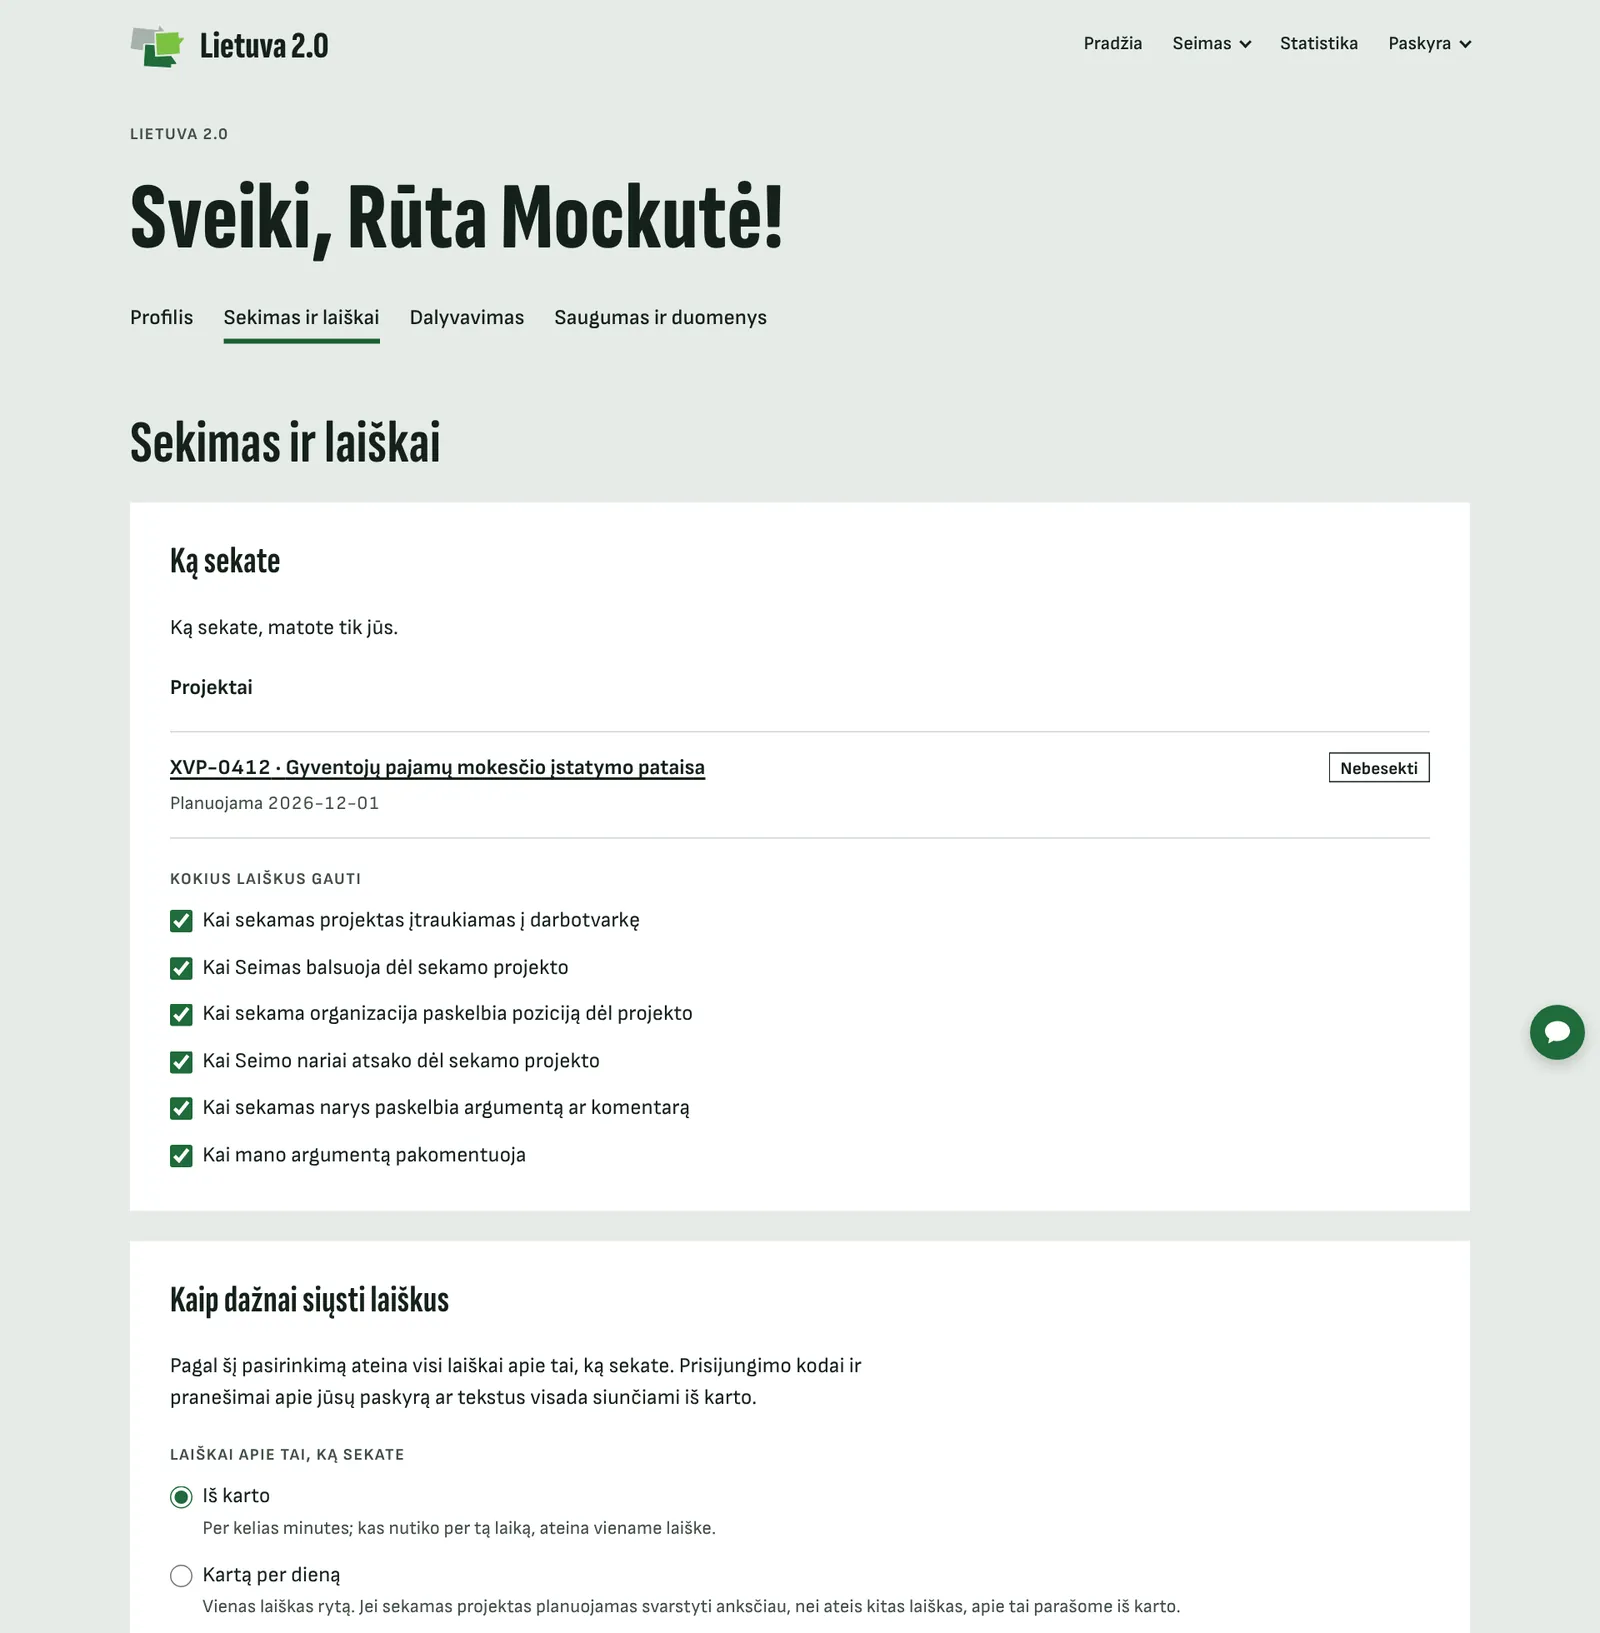 Lietuva 2.0
Pradžia
Seimas
Statistika
Paskyra
LIETUVA 2.0
Sveiki, Rūta Mockutė!
Profilis
Sekimas ir laiškai
Dalyvavimas
Saugumas ir duomenys
Sekimas ir laiškai
Ką sekate
Ką sekate, matote tik jūs.
Projektai
XVP-0412 · Gyventojų pajamų mokesčio įstatymo pataisa
Nebesekti
Planuojama 2026-12-01
KOKIUS LAIŠKUS GAUTI
Kai sekamas projektas įtraukiamas į darbotvarkę
Kai Seimas balsuoja dėl sekamo projekto
Kai sekama organizacija paskelbia poziciją dėl projekto
Kai Seimo nariai atsako dėl sekamo projekto
Kai sekamas narys paskelbia argumentą ar komentarą
Kai mano argumentą pakomentuoja
Kaip dažnai siųsti laiškus
Pagal šį pasirinkimą ateina visi laiškai apie tai, ką sekate. Prisijungimo kodai ir
pranešimai apie jūsų paskyrą ar tekstus visada siunčiami iš karto.
LAIŠKAI APIE TAI, KĄ SEKATE
Iš karto
Per kelias minutes; kas nutiko per tą laiką, ateina viename laiške.
Kartą per dieną
Vienas laiškas rytą. Jei sekamas projektas planuojamas svarstyti anksčiau, nei ateis kitas laiškas, apie tai parašome iš karto.